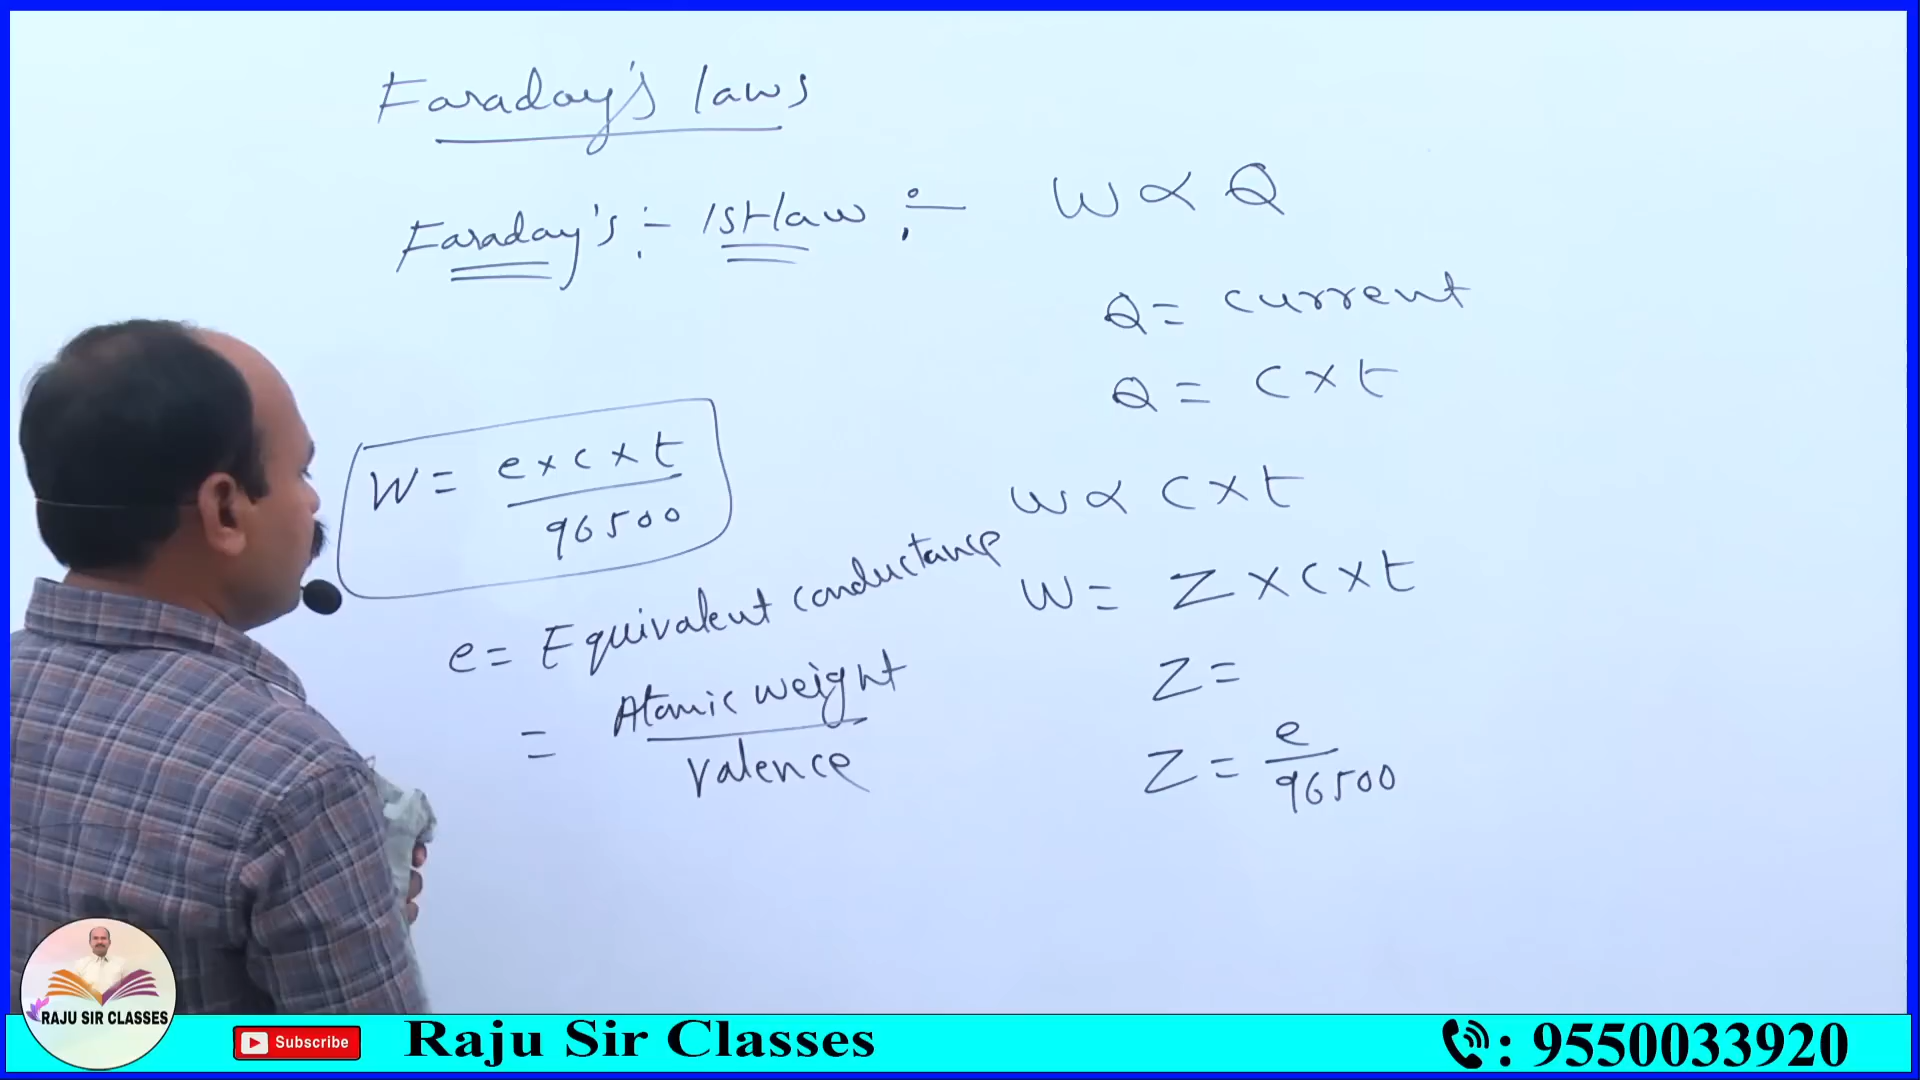 Faraday's laws
Faraday's :- 1st law :-
W ∝ Q
Q = current
Q = c × t
W ∝ c × t
W = Z × c × t
Z =
Z = e / 96500
W = e × c × t / 96500
e = Equivalent conductance
= Atomic weight / Valence
RAJU SIR CLASSES
Subscribe
Raju Sir Classes
: 9550033920